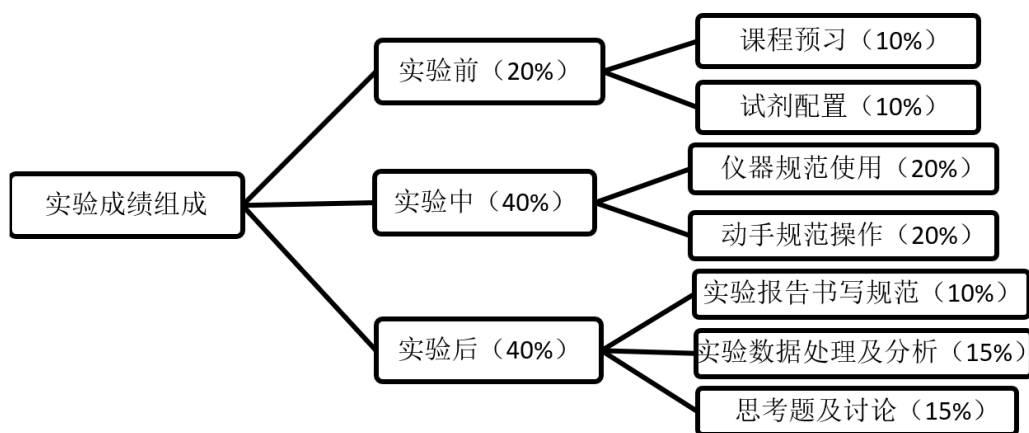 实验成绩组成
实验前（20%）
课程预习（10%）
试剂配置（10%）
实验中（40%）
仪器规范使用（20%）
动手规范操作（20%）
实验后（40%）
实验报告书写规范（10%）
实验数据处理及分析（15%）
思考题及讨论（15%）